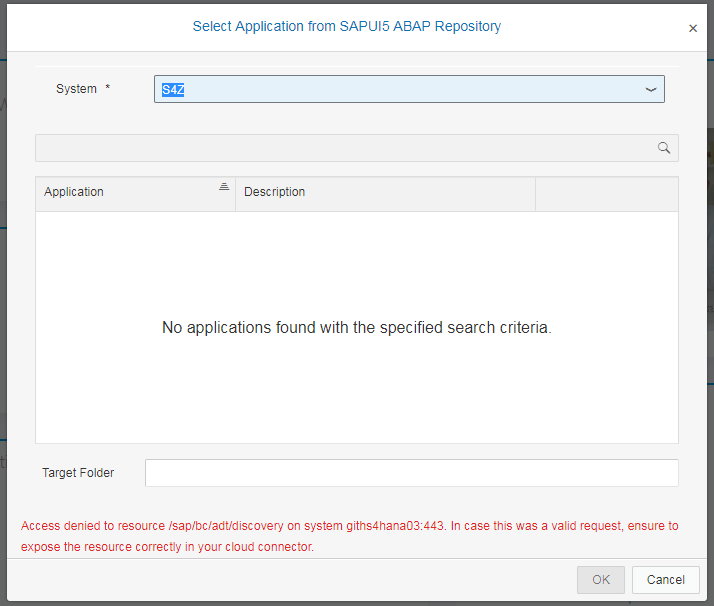 Select Application from SAPUI5 ABAP Repository
System *
S4Z
Application
Description
No applications found with the specified search criteria.
Target Folder
Access denied to resource /sap/bc/adt/discovery on system giths4hana03:443. In case this was a valid request, ensure to
expose the resource correctly in your cloud connector.
OK
Cancel